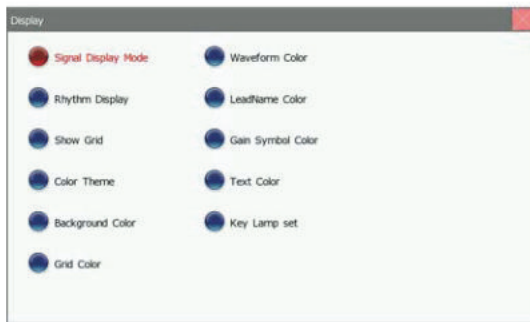 Display
Signal Display Mode
Rhythm Display
Show Grid
Color Theme
Background Color
Grid Color
Waveform Color
LeadName Color
Gain Symbol Color
Text Color
Key Lamp set